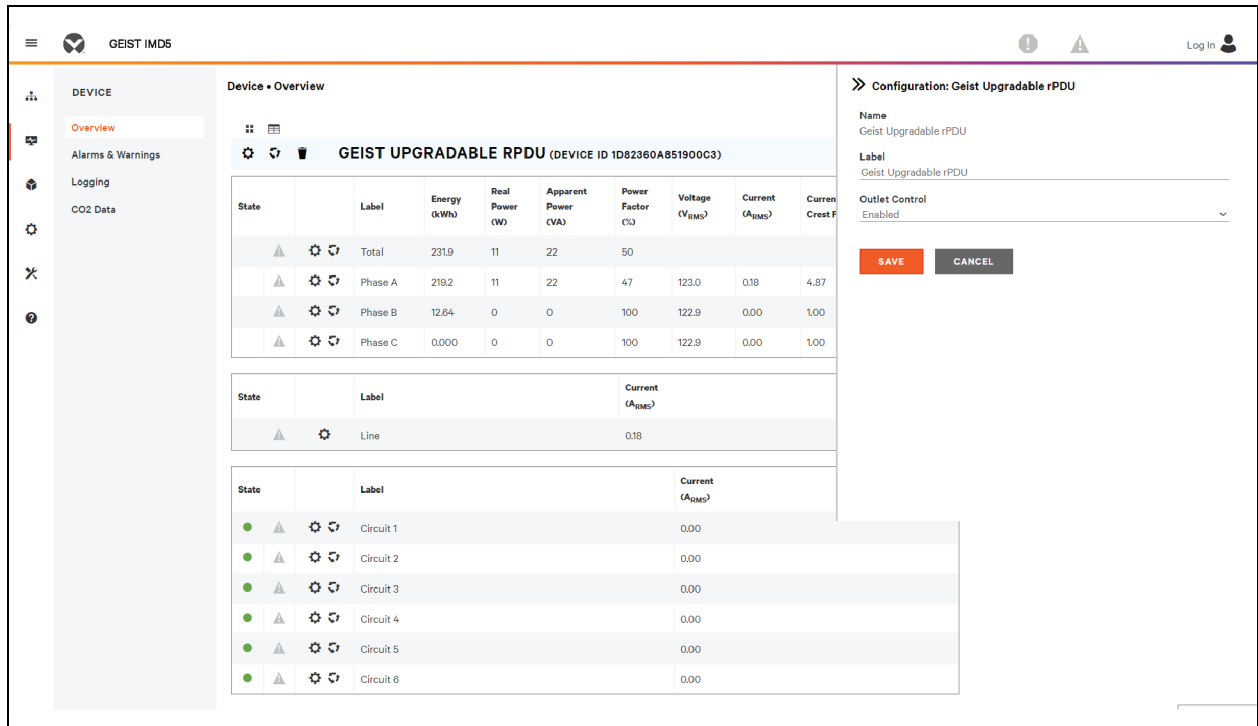 GEIST IMD5
Log In
DEVICE
Overview
Alarms & Warnings
Logging
CO2 Data
Device • Overview
GEIST UPGRADABLE RPDU (DEVICE ID 1D82360A851900C3)
State Label Energy (kWh) Real Power (W) Apparent Power (VA) Power Factor (%) Voltage (VRMS) Current (ARMS) Curren Crest F
Total 231.9 11 22 50
Phase A 219.2 11 22 47 123.0 0.18 4.87
Phase B 12.64 0 0 100 122.9 0.00 1.00
Phase C 0.000 0 0 100 122.9 0.00 1.00
State Label Current (ARMS)
Line 0.18
State Label Current (ARMS)
Circuit 1 0.00
Circuit 2 0.00
Circuit 3 0.00
Circuit 4 0.00
Circuit 5 0.00
Circuit 6 0.00
Configuration: Geist Upgradable rPDU
Name
Geist Upgradable rPDU
Label
Geist Upgradable rPDU
Outlet Control
Enabled
SAVE CANCEL